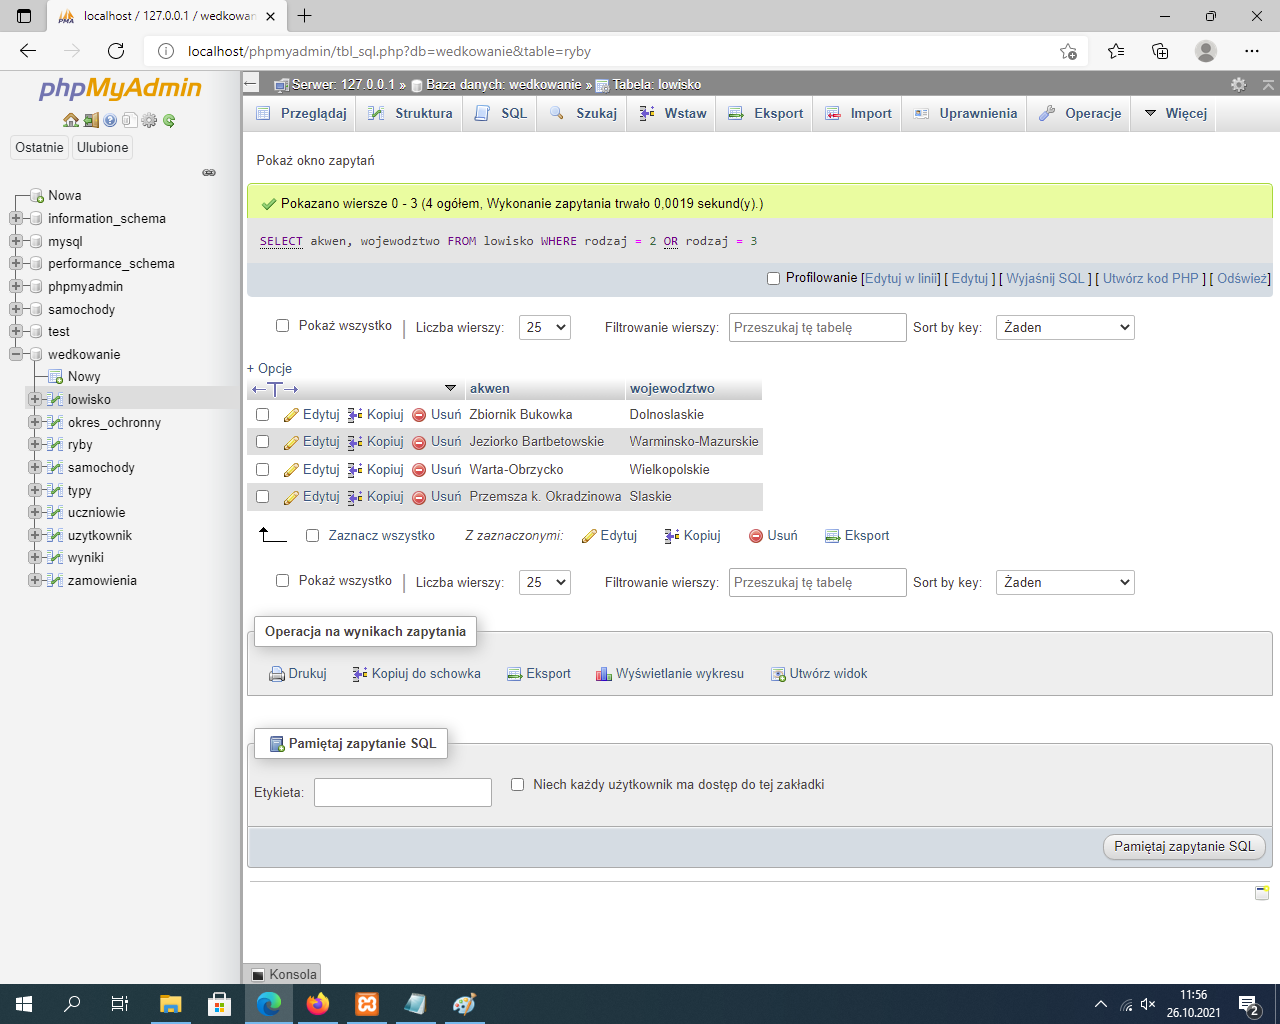 localhost / 127.0.0.1 / wedkowan
localhost/phpmyadmin/tbl_sql.php?db=wedkowanie&table=ryby
phpMyAdmin
Ostatnie Ulubione
Nowa
information_schema
mysql
performance_schema
phpmyadmin
samochody
test
wedkowanie
Nowy
lowisko
okres_ochronny
ryby
samochody
typy
uczniowie
uzytkownik
wyniki
zamowienia
Serwer: 127.0.0.1 » Baza danych: wedkowanie » Tabela: lowisko
Przeglądaj Struktura SQL Szukaj Wstaw Eksport Import Uprawnienia Operacje Więcej
Pokaż okno zapytań
Pokazano wiersze 0 - 3 (4 ogółem, Wykonanie zapytania trwało 0,0019 sekund(y).)
SELECT akwen, wojewodztwo FROM lowisko WHERE rodzaj = 2 OR rodzaj = 3
Profilowanie [Edytuj w linii] [ Edytuj ] [ Wyjaśnij SQL ] [ Utwórz kod PHP ] [ Odśwież]
Pokaż wszystko | Liczba wierszy: 25 Filtrowanie wierszy: Przeszukaj tę tabelę Sort by key: Żaden
+ Opcje
←T→ akwen wojewodztwo
Edytuj Kopiuj Usuń Zbiornik Bukowka Dolnoslaskie
Edytuj Kopiuj Usuń Jeziorko Bartbetowskie Warminsko-Mazurskie
Edytuj Kopiuj Usuń Warta-Obrzycko Wielkopolskie
Edytuj Kopiuj Usuń Przemsza k. Okradzinowa Slaskie
Zaznacz wszystko Z zaznaczonymi: Edytuj Kopiuj Usuń Eksport
Pokaż wszystko | Liczba wierszy: 25 Filtrowanie wierszy: Przeszukaj tę tabelę Sort by key: Żaden
Operacja na wynikach zapytania
Drukuj Kopiuj do schowka Eksport Wyświetlanie wykresu Utwórz widok
Pamiętaj zapytanie SQL
Etykieta: Niech każdy użytkownik ma dostęp do tej zakładki
Pamiętaj zapytanie SQL
Konsola
11:56
26.10.2021
2